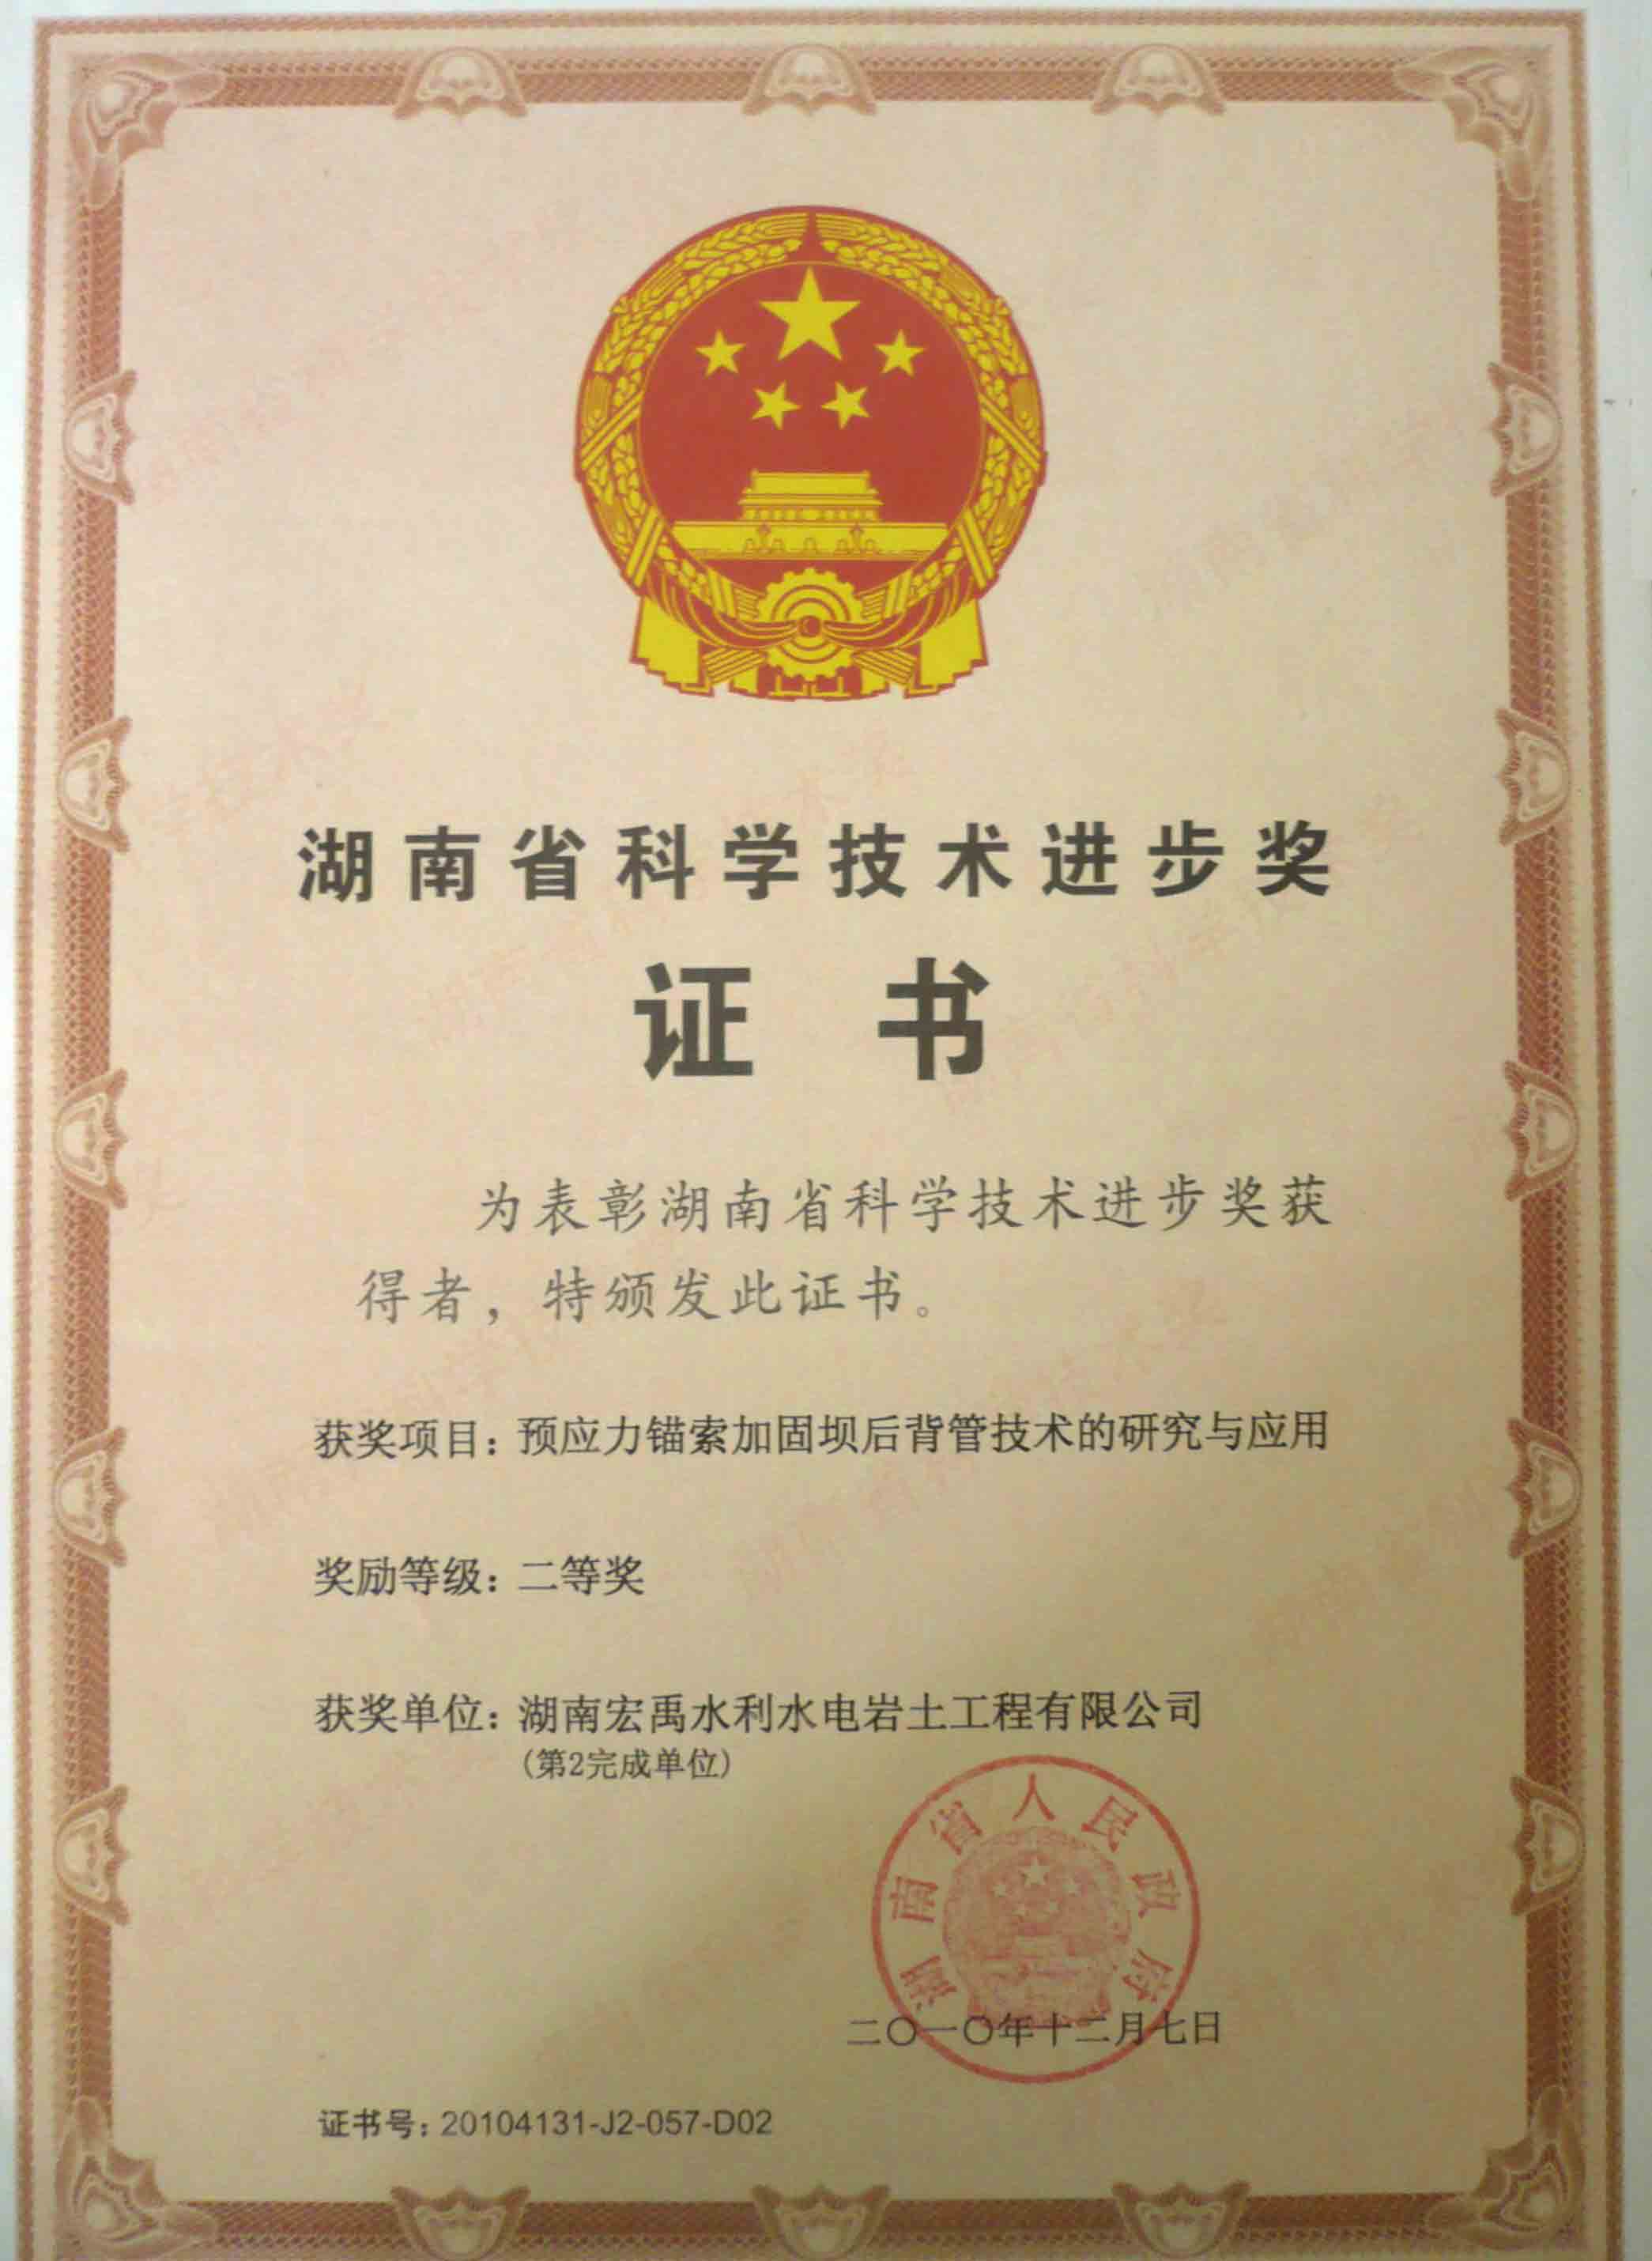 湖南省科学技术进步奖
证书
为表彰湖南省科学技术进步奖获
得者，特颁发此证书。
获奖项目：预应力锚索加固坝后背管技术的研究与应用
奖励等级：二等奖
获奖单位：湖南宏禹水利水电岩土工程有限公司
(第2完成单位)
湖南省人民政府
二〇一〇年十二月七日
证书号：20104131-J2-057-D02